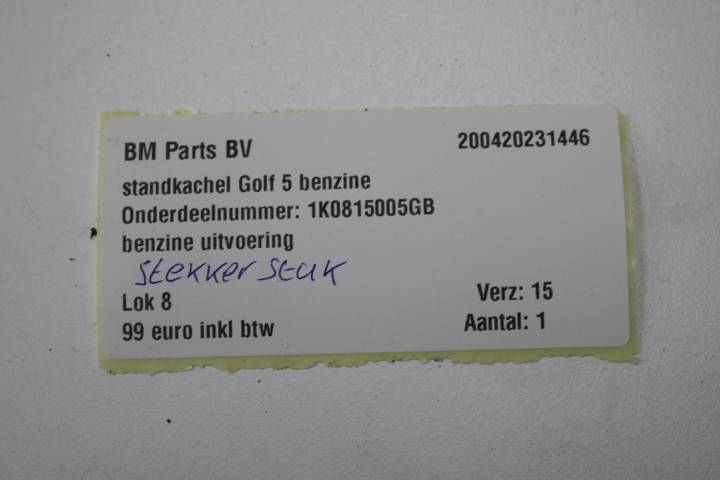 BM Parts BV 200420231446
standkachel Golf 5 benzine
Onderdeelnummer: 1K0815005GB
benzine uitvoering
stekker stuk
Lok 8 Verz: 15
99 euro inkl btw Aantal: 1